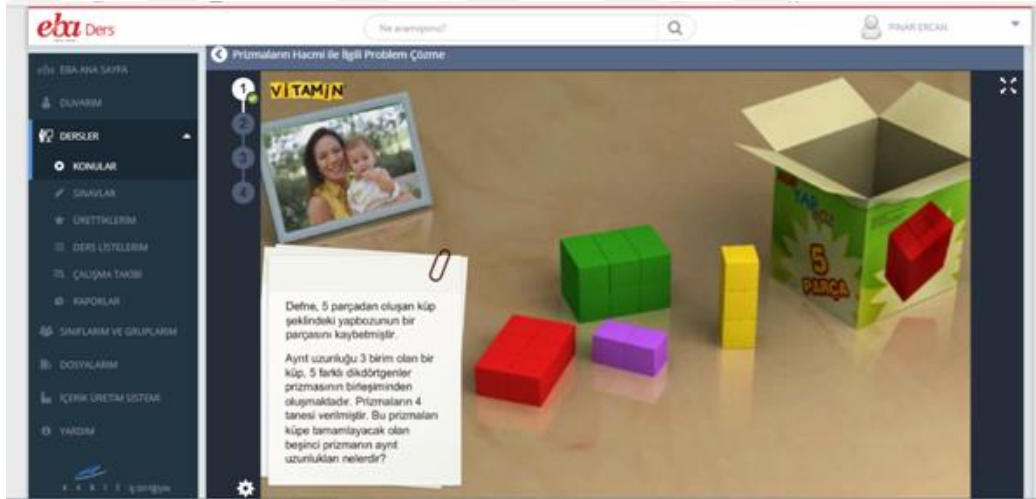 eba Ders
Ne aramıştınız?
PINAR ERCAN
Prizmaların Hacmi ile İlgili Problem Çözme
eba EBA ANA SAYFA
DUVARIM
DERSLER
KONULAR
SINAVLAR
ÜRETTİKLERİM
DERS LİSTELERİM
ÇALIŞMA TAKİBİ
RAPORLAR
SINIFLARIM VE GRUPLARIM
DOSYALARIM
İÇERİK ÜRETİM SİSTEMİ
YARDIM
1
2
3
4
VİTAMİN
5
PARÇA
Defne, 5 parçadan oluşan küp
şeklindeki yapbozunun bir
parçasını kaybetmiştir.
Ayrıt uzunluğu 3 birim olan bir
küp, 5 farklı dikdörtgenler
prizmasının birleşiminden
oluşmaktadır. Prizmaların 4
tanesi verilmiştir. Bu prizmaları
küpe tamamlayacak olan
beşinci prizmanın ayrıt
uzunlukları nelerdir?